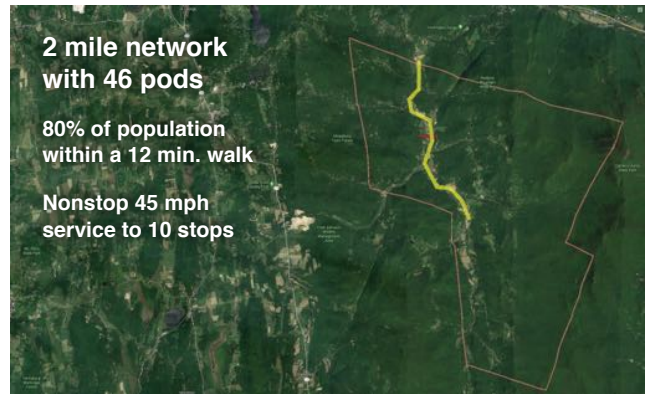 2 mile network
with 46 pods
80% of population
within a 12 min. walk
Nonstop 45 mph
service to 10 stops